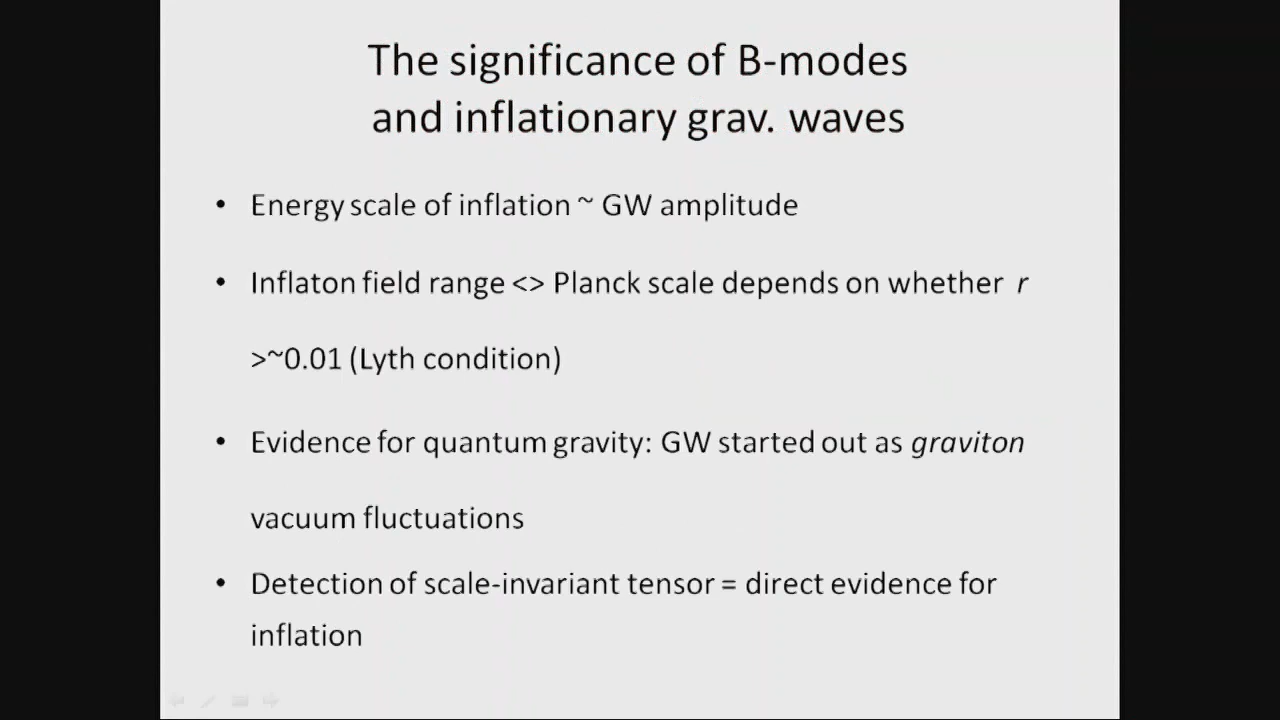 The significance of B-modes
and inflationary grav. waves
• Energy scale of inflation ~ GW amplitude
• Inflaton field range <> Planck scale depends on whether r
>~0.01 (Lyth condition)
• Evidence for quantum gravity: GW started out as graviton
vacuum fluctuations
• Detection of scale-invariant tensor = direct evidence for
inflation